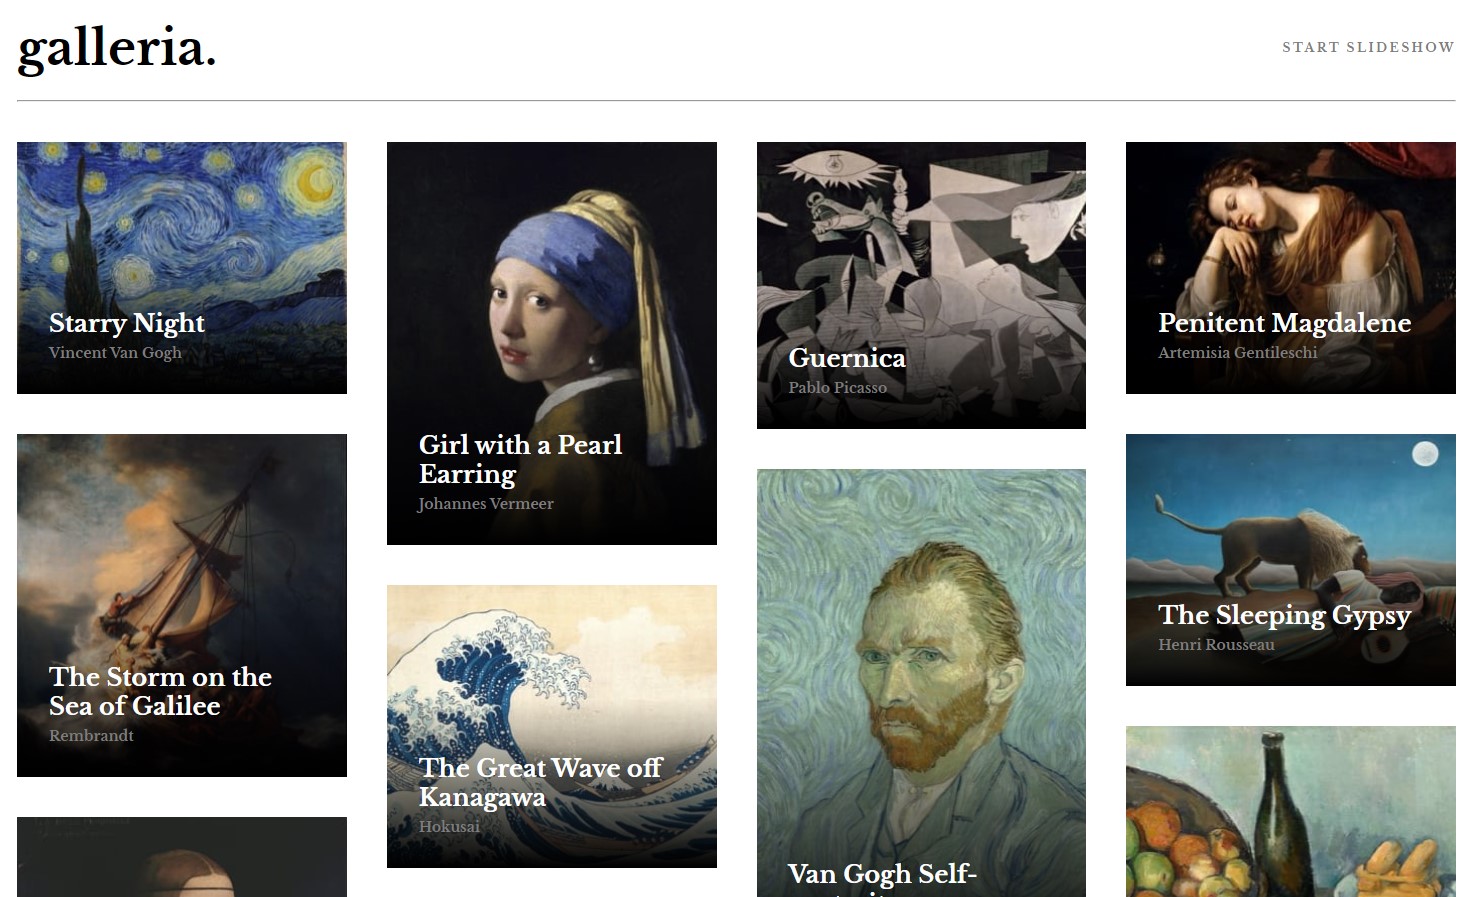 galleria.
START SLIDESHOW
Starry Night
Vincent Van Gogh
Girl with a Pearl
Earring
Johannes Vermeer
Guernica
Pablo Picasso
Penitent Magdalene
Artemisia Gentileschi
The Storm on the
Sea of Galilee
Rembrandt
The Great Wave off
Kanagawa
Hokusai
Van Gogh Self-
The Sleeping Gypsy
Henri Rousseau